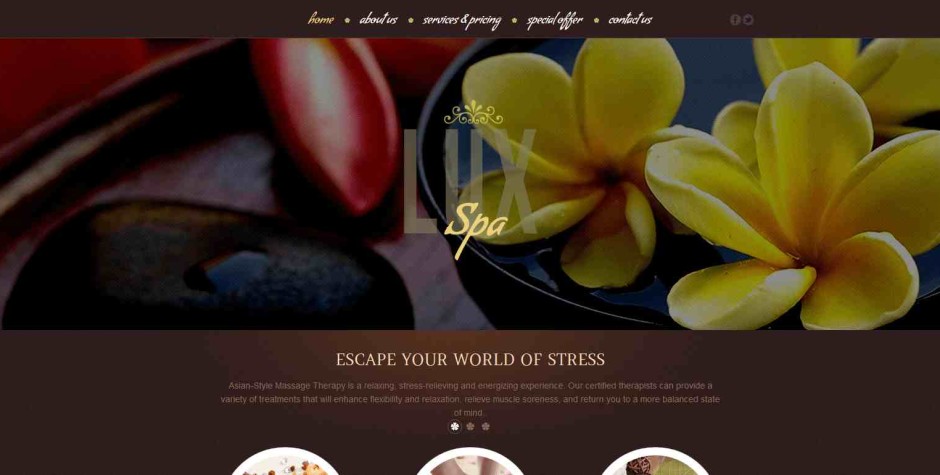 home about us services & pricing special offer contact us
LUX
Spa
ESCAPE YOUR WORLD OF STRESS
Asian-Style Massage Therapy is a relaxing, stress-relieving and energizing experience. Our certified therapists can provide a
variety of treatments that will enhance flexibility and relaxation, relieve muscle soreness, and return you to a more balanced state
of mind.